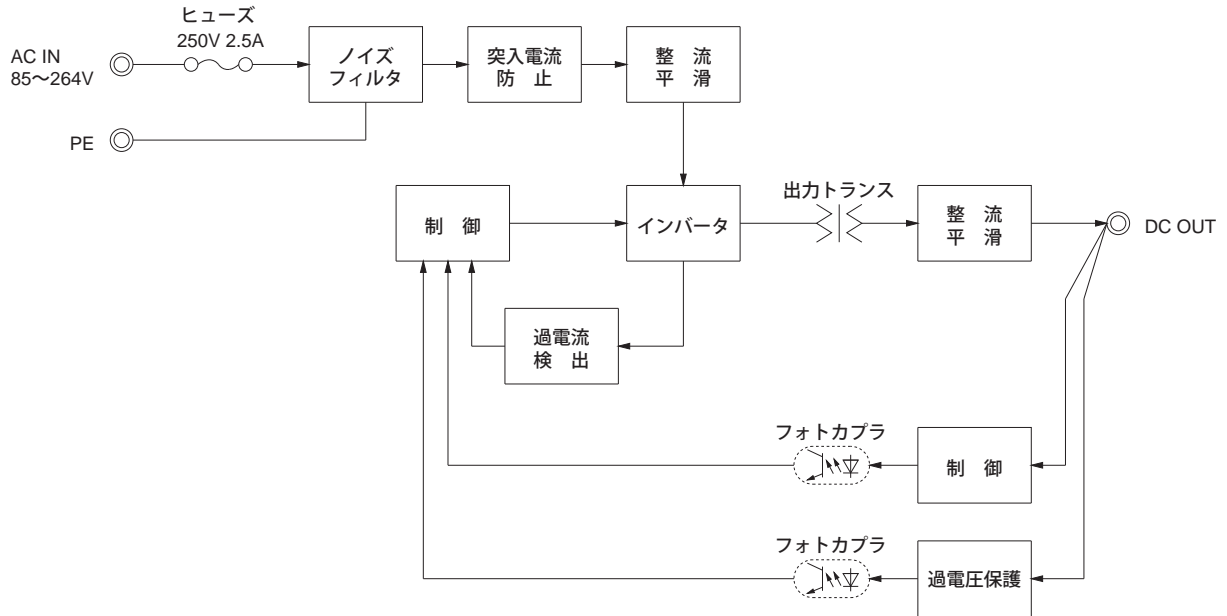 ヒューズ
250V 2.5A
AC IN
85～264V
PE
ノイズ
フィルタ
突入電流
防　止
整　流
平　滑
制　御
インバータ
出力トランス
整　流
平　滑
DC OUT
過電流
検　出
フォトカプラ
制　御
フォトカプラ
過電圧保護